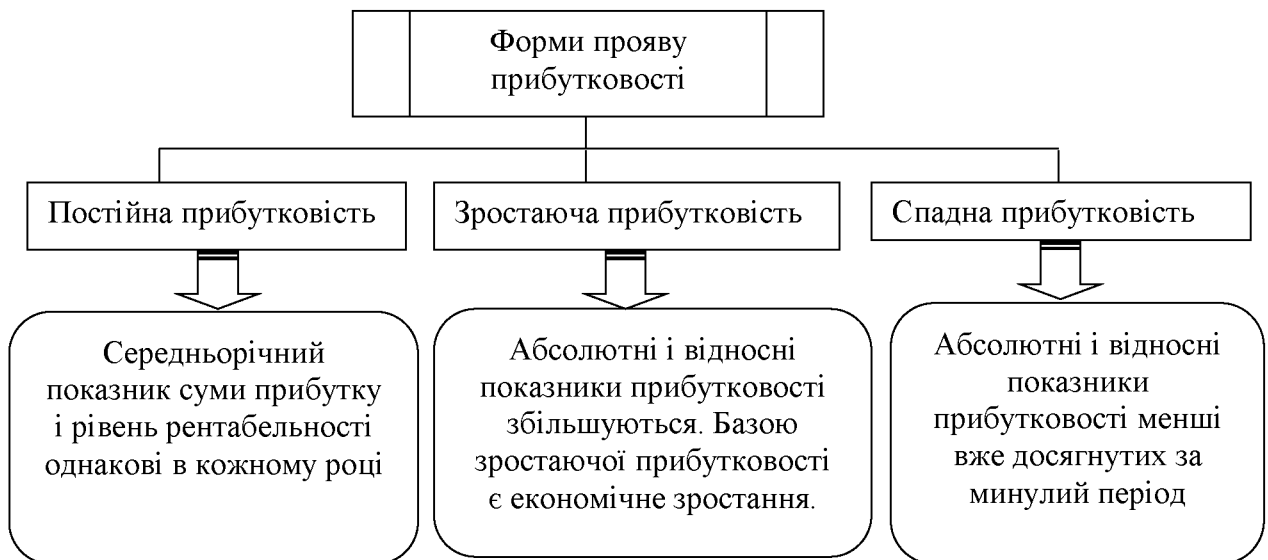 Форми прояву
прибутковості
Постійна прибутковість
Зростаюча прибутковість
Спадна прибутковість
Середньорічний
показник суми прибутку
і рівень рентабельності
однакові в кожному році
Абсолютні і відносні
показники прибутковості
збільшуються. Базою
зростаючої прибутковості
є економічне зростання.
Абсолютні і відносні
показники
прибутковості менші
вже досягнутих за
минулий період